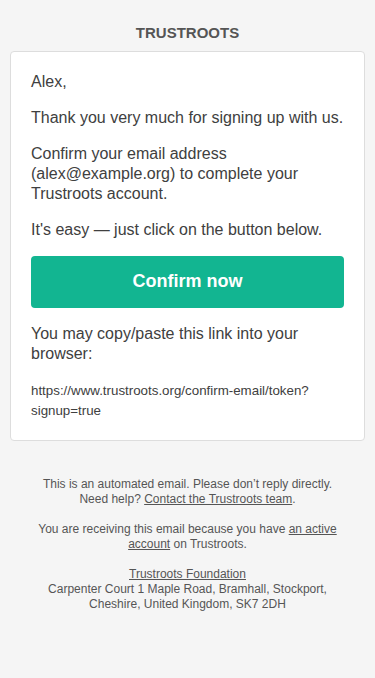 TRUSTROOTS
Alex,
Thank you very much for signing up with us.
Confirm your email address
(alex@example.org) to complete your
Trustroots account.
It's easy — just click on the button below.
Confirm now
You may copy/paste this link into your
browser:
https://www.trustroots.org/confirm-email/token?
signup=true
This is an automated email. Please don’t reply directly.
Need help? Contact the Trustroots team.
You are receiving this email because you have an active
account on Trustroots.
Trustroots Foundation
Carpenter Court 1 Maple Road, Bramhall, Stockport,
Cheshire, United Kingdom, SK7 2DH